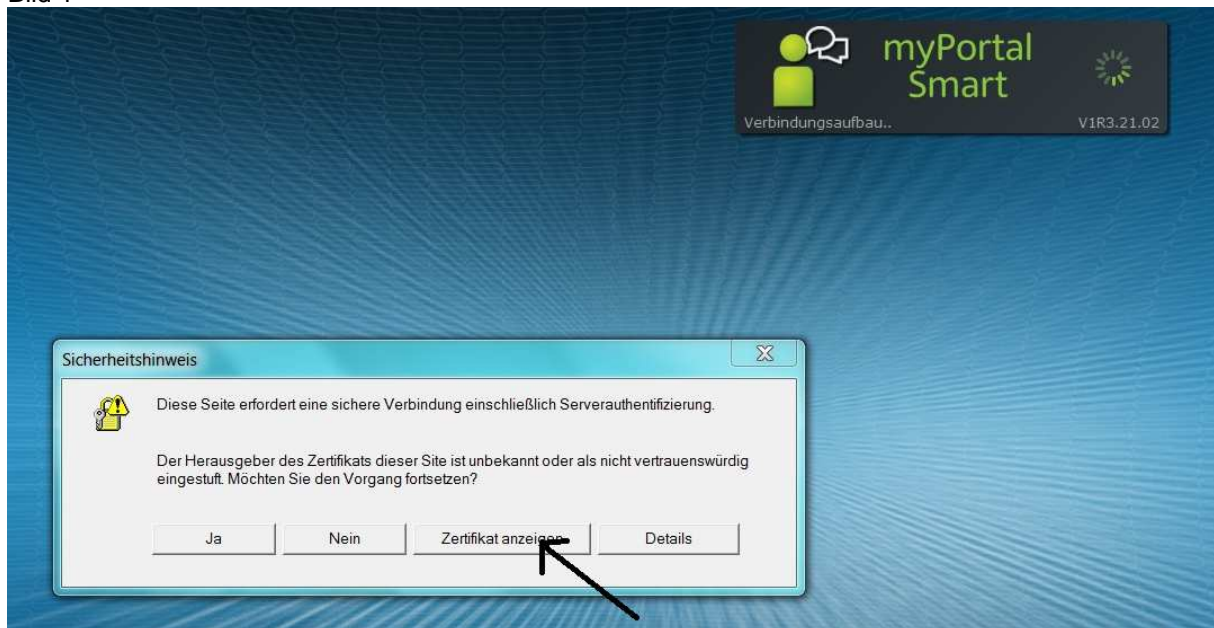 myPortal
Smart
Verbindungsaufbau..
V1R3.21.02
Sicherheitshinweis
Diese Seite erfordert eine sichere Verbindung einschließlich Serverauthentifizierung.
Der Herausgeber des Zertifikats dieser Site ist unbekannt oder als nicht vertrauenswürdig
eingestuft. Möchten Sie den Vorgang fortsetzen?
Ja
Nein
Zertifikat anzeigen
Details